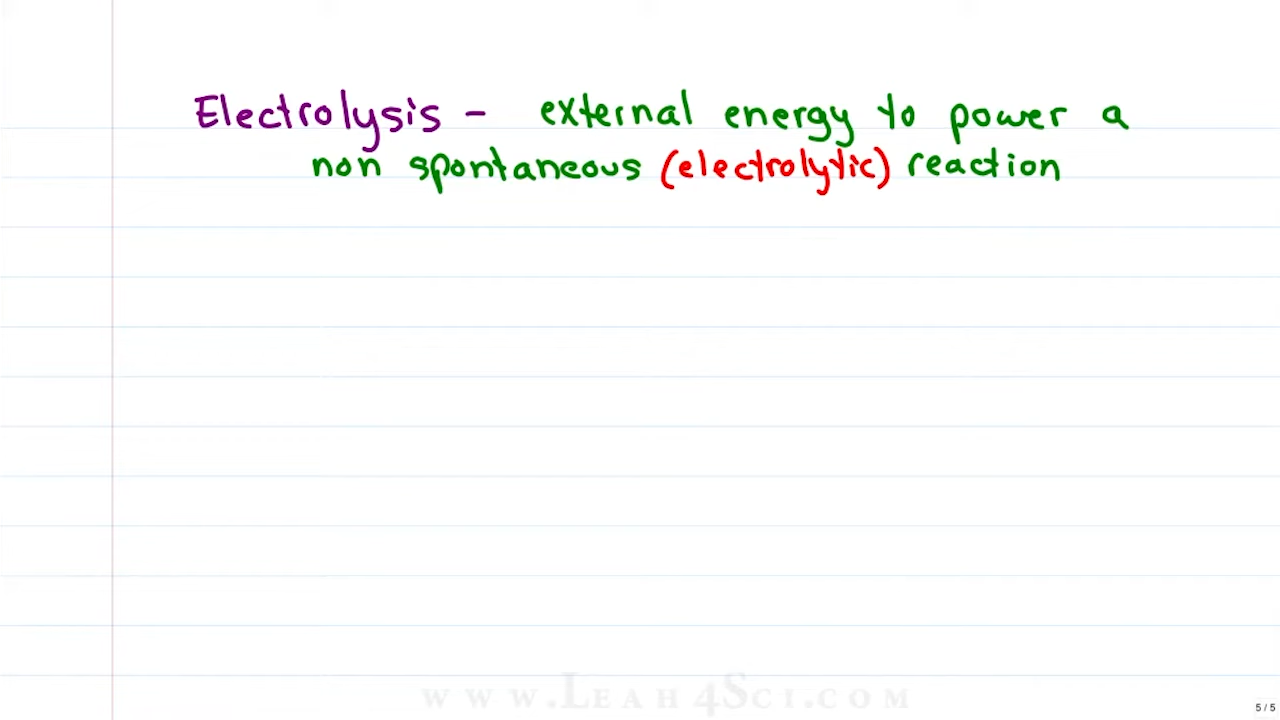 Electrolysis - external energy to power a
non spontaneous (electrolytic) reaction
www.Leah4Sci.com
5/5